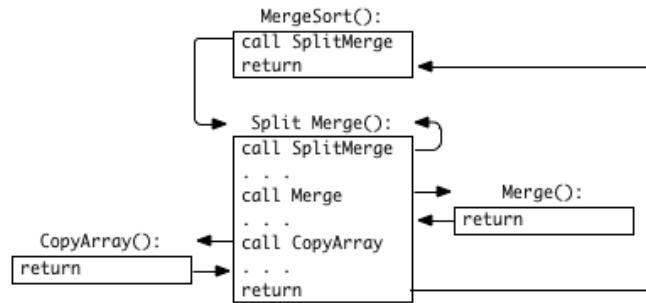 MergeSort():
call SplitMerge
return
Split Merge():
call SplitMerge
. . .
call Merge
. . .
call CopyArray
. . .
return
Merge():
return
CopyArray():
return